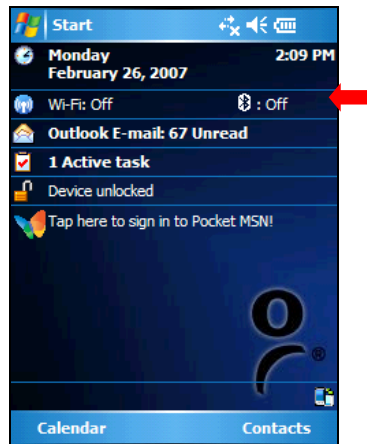 Start
Monday 2:09 PM
February 26, 2007
Wi-Fi: Off : Off
Outlook E-mail: 67 Unread
1 Active task
Device unlocked
Tap here to sign in to Pocket MSN!
®
Calendar Contacts